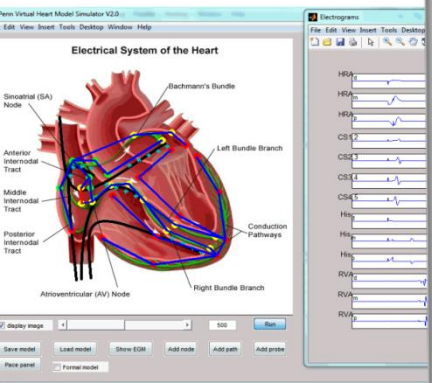 Penn Virtual Heart Model Simulator V2.0
Edit View Insert Tools Desktop Window Help
Electrical System of the Heart
Bachmann's Bundle
Sinoatrial (SA)
Node
Left Bundle Branch
Anterior
Internodal
Tract
Middle
Internodal
Tract
Posterior
Internodal
Tract
Conduction
Pathways
Right Bundle Branch
Atrioventricular (AV) Node
display image
500
Run
Save model
Load model
Show EGM
Add node
Add path
Add probe
Pace panel
Formal model
Electrograms
File Edit View Insert Tools Desktop
HRA
HRA m
HRA p
CS1,2
CS2,3
CS3,4
CS4,5
His
His
His
RVA
RVA m
RVA p